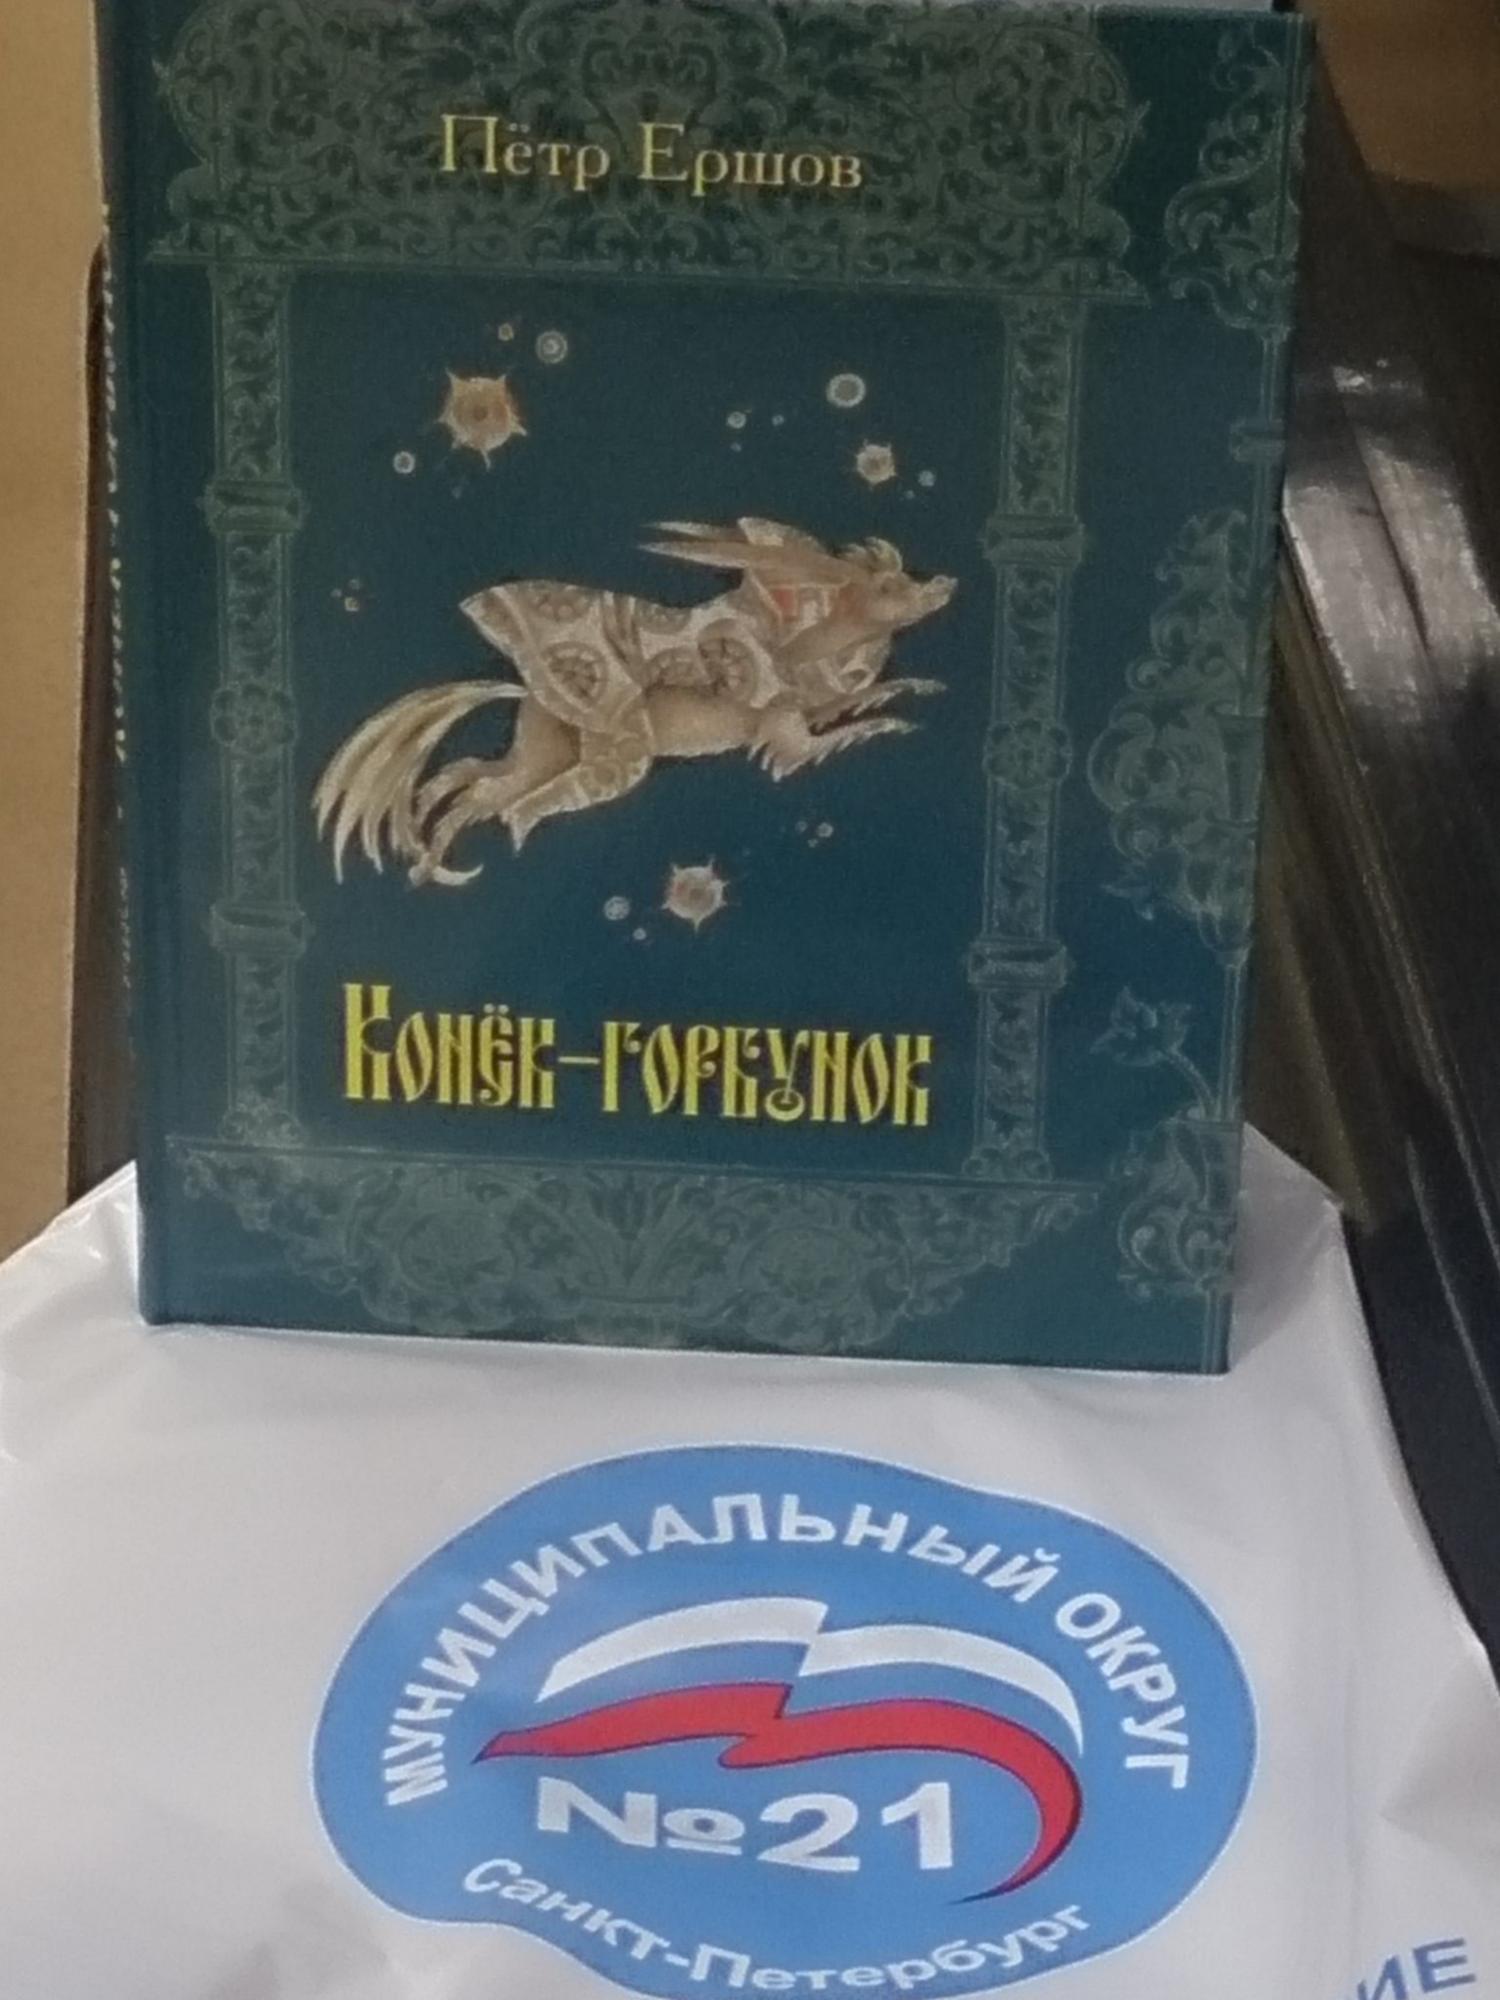 Пётр Ершов
Конёк-горбунок
МУНИЦИПАЛЬНЫЙ ОКРУГ
№21
Санкт-Петербург
ИЕ